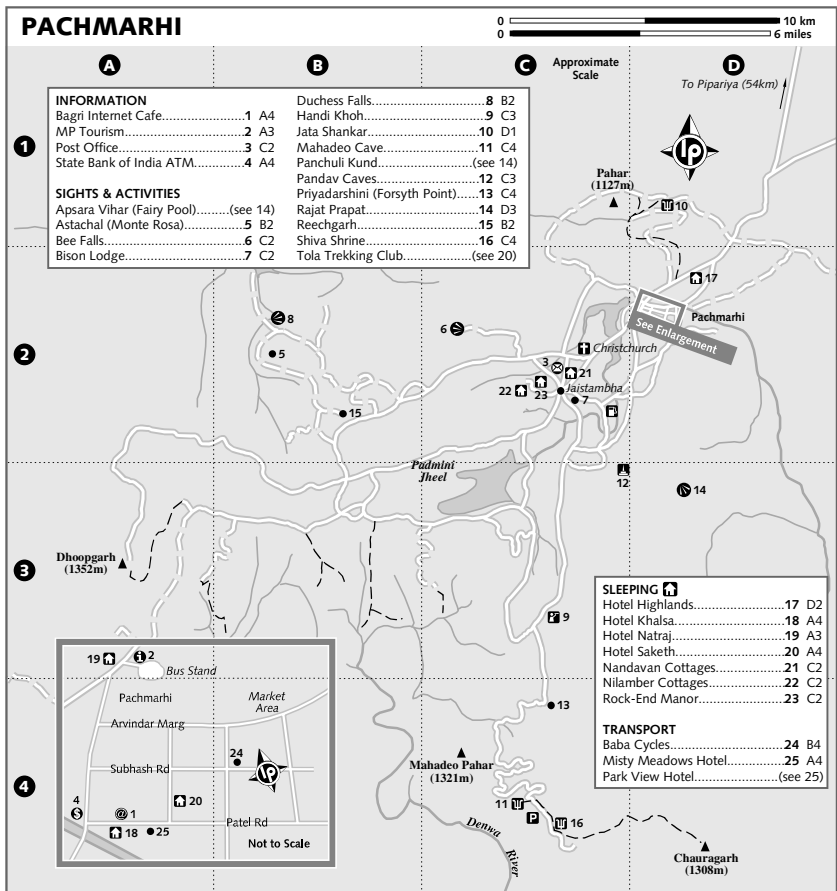 PACHMARHI
0 10 km
0 6 miles
Approximate
Scale
A B C D
To Pipariya (54km)
INFORMATION
Bagri Internet Cafe..............................1 A4
MP Tourism.........................................2 A3
Post Office..........................................3 C2
State Bank of India ATM.....................4 A4
SIGHTS & ACTIVITIES
Apsara Vihar (Fairy Pool)..........(see 14)
Astachal (Monte Rosa).......................5 B2
Bee Falls.............................................6 C2
Bison Lodge........................................7 C2
Duchess Falls......................................8 B2
Handi Khoh........................................9 C3
Jata Shankar......................................10 D1
Mahadeo Cave..................................11 C4
Panchuli Kund............................(see 14)
Pandav Caves....................................12 C3
Priyadarshini (Forsyth Point)......13 C4
Rajat Prapat......................................14 D3
Reechgarh.........................................15 B2
Shiva Shrine......................................16 C4
Tola Trekking Club.....................(see 20)
1
lp
Pahar
(1127m)
10
17
Pachmarhi
See Enlargement
2
8
5
6
Christchurch
3
21
22
23
Jaistambha
7
15
Padmini
Jheel
12
14
3
Dhoopgarh
(1352m)
9
SLEEPING
Hotel Highlands................................17 D2
Hotel Khalsa.....................................18 A4
Hotel Natraj......................................19 A3
Hotel Saketh.....................................20 A4
Nandavan Cottages...........................21 C2
Nilamber Cottages............................22 C2
Rock-End Manor...............................23 C2
TRANSPORT
Baba Cycles......................................24 B4
Misty Meadows Hotel.......................25 A4
Park View Hotel.........................(see 25)
19
i 2
Bus Stand
Pachmarhi
Market
Area
Arvindar Marg
24
Subhash Rd
lp
4
$
@ 1
20
18
25
Patel Rd
Not to Scale
4
13
Mahadeo Pahar
(1321m)
11
P
16
Denwa
River
Chauragarh
(1308m)